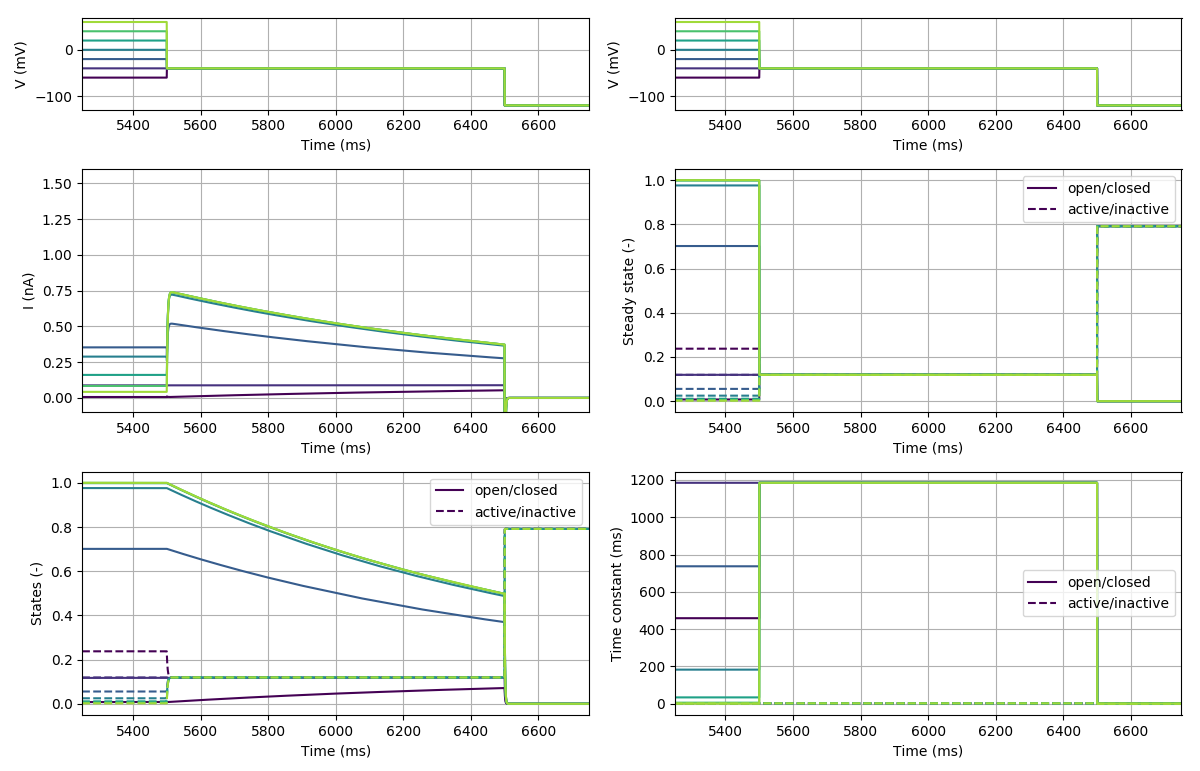 V (mV)
0
−100
5400 5600 5800 6000 6200 6400 6600
Time (ms)
V (mV)
0
−100
5400 5600 5800 6000 6200 6400 6600
Time (ms)
I (nA)
1.50
1.25
1.00
0.75
0.50
0.25
0.00
5400 5600 5800 6000 6200 6400 6600
Time (ms)
Steady state (-)
1.0
0.8
0.6
0.4
0.2
0.0
open/closed
active/inactive
5400 5600 5800 6000 6200 6400 6600
Time (ms)
States (-)
1.0
0.8
0.6
0.4
0.2
0.0
open/closed
active/inactive
5400 5600 5800 6000 6200 6400 6600
Time (ms)
Time constant (ms)
1200
1000
800
600
400
200
0
open/closed
active/inactive
5400 5600 5800 6000 6200 6400 6600
Time (ms)